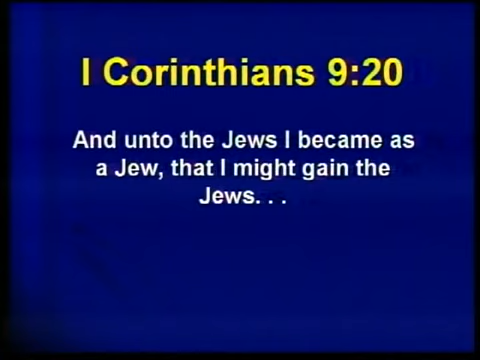 I Corinthians 9:20
And unto the Jews I became as
a Jew, that I might gain the
Jews. . .